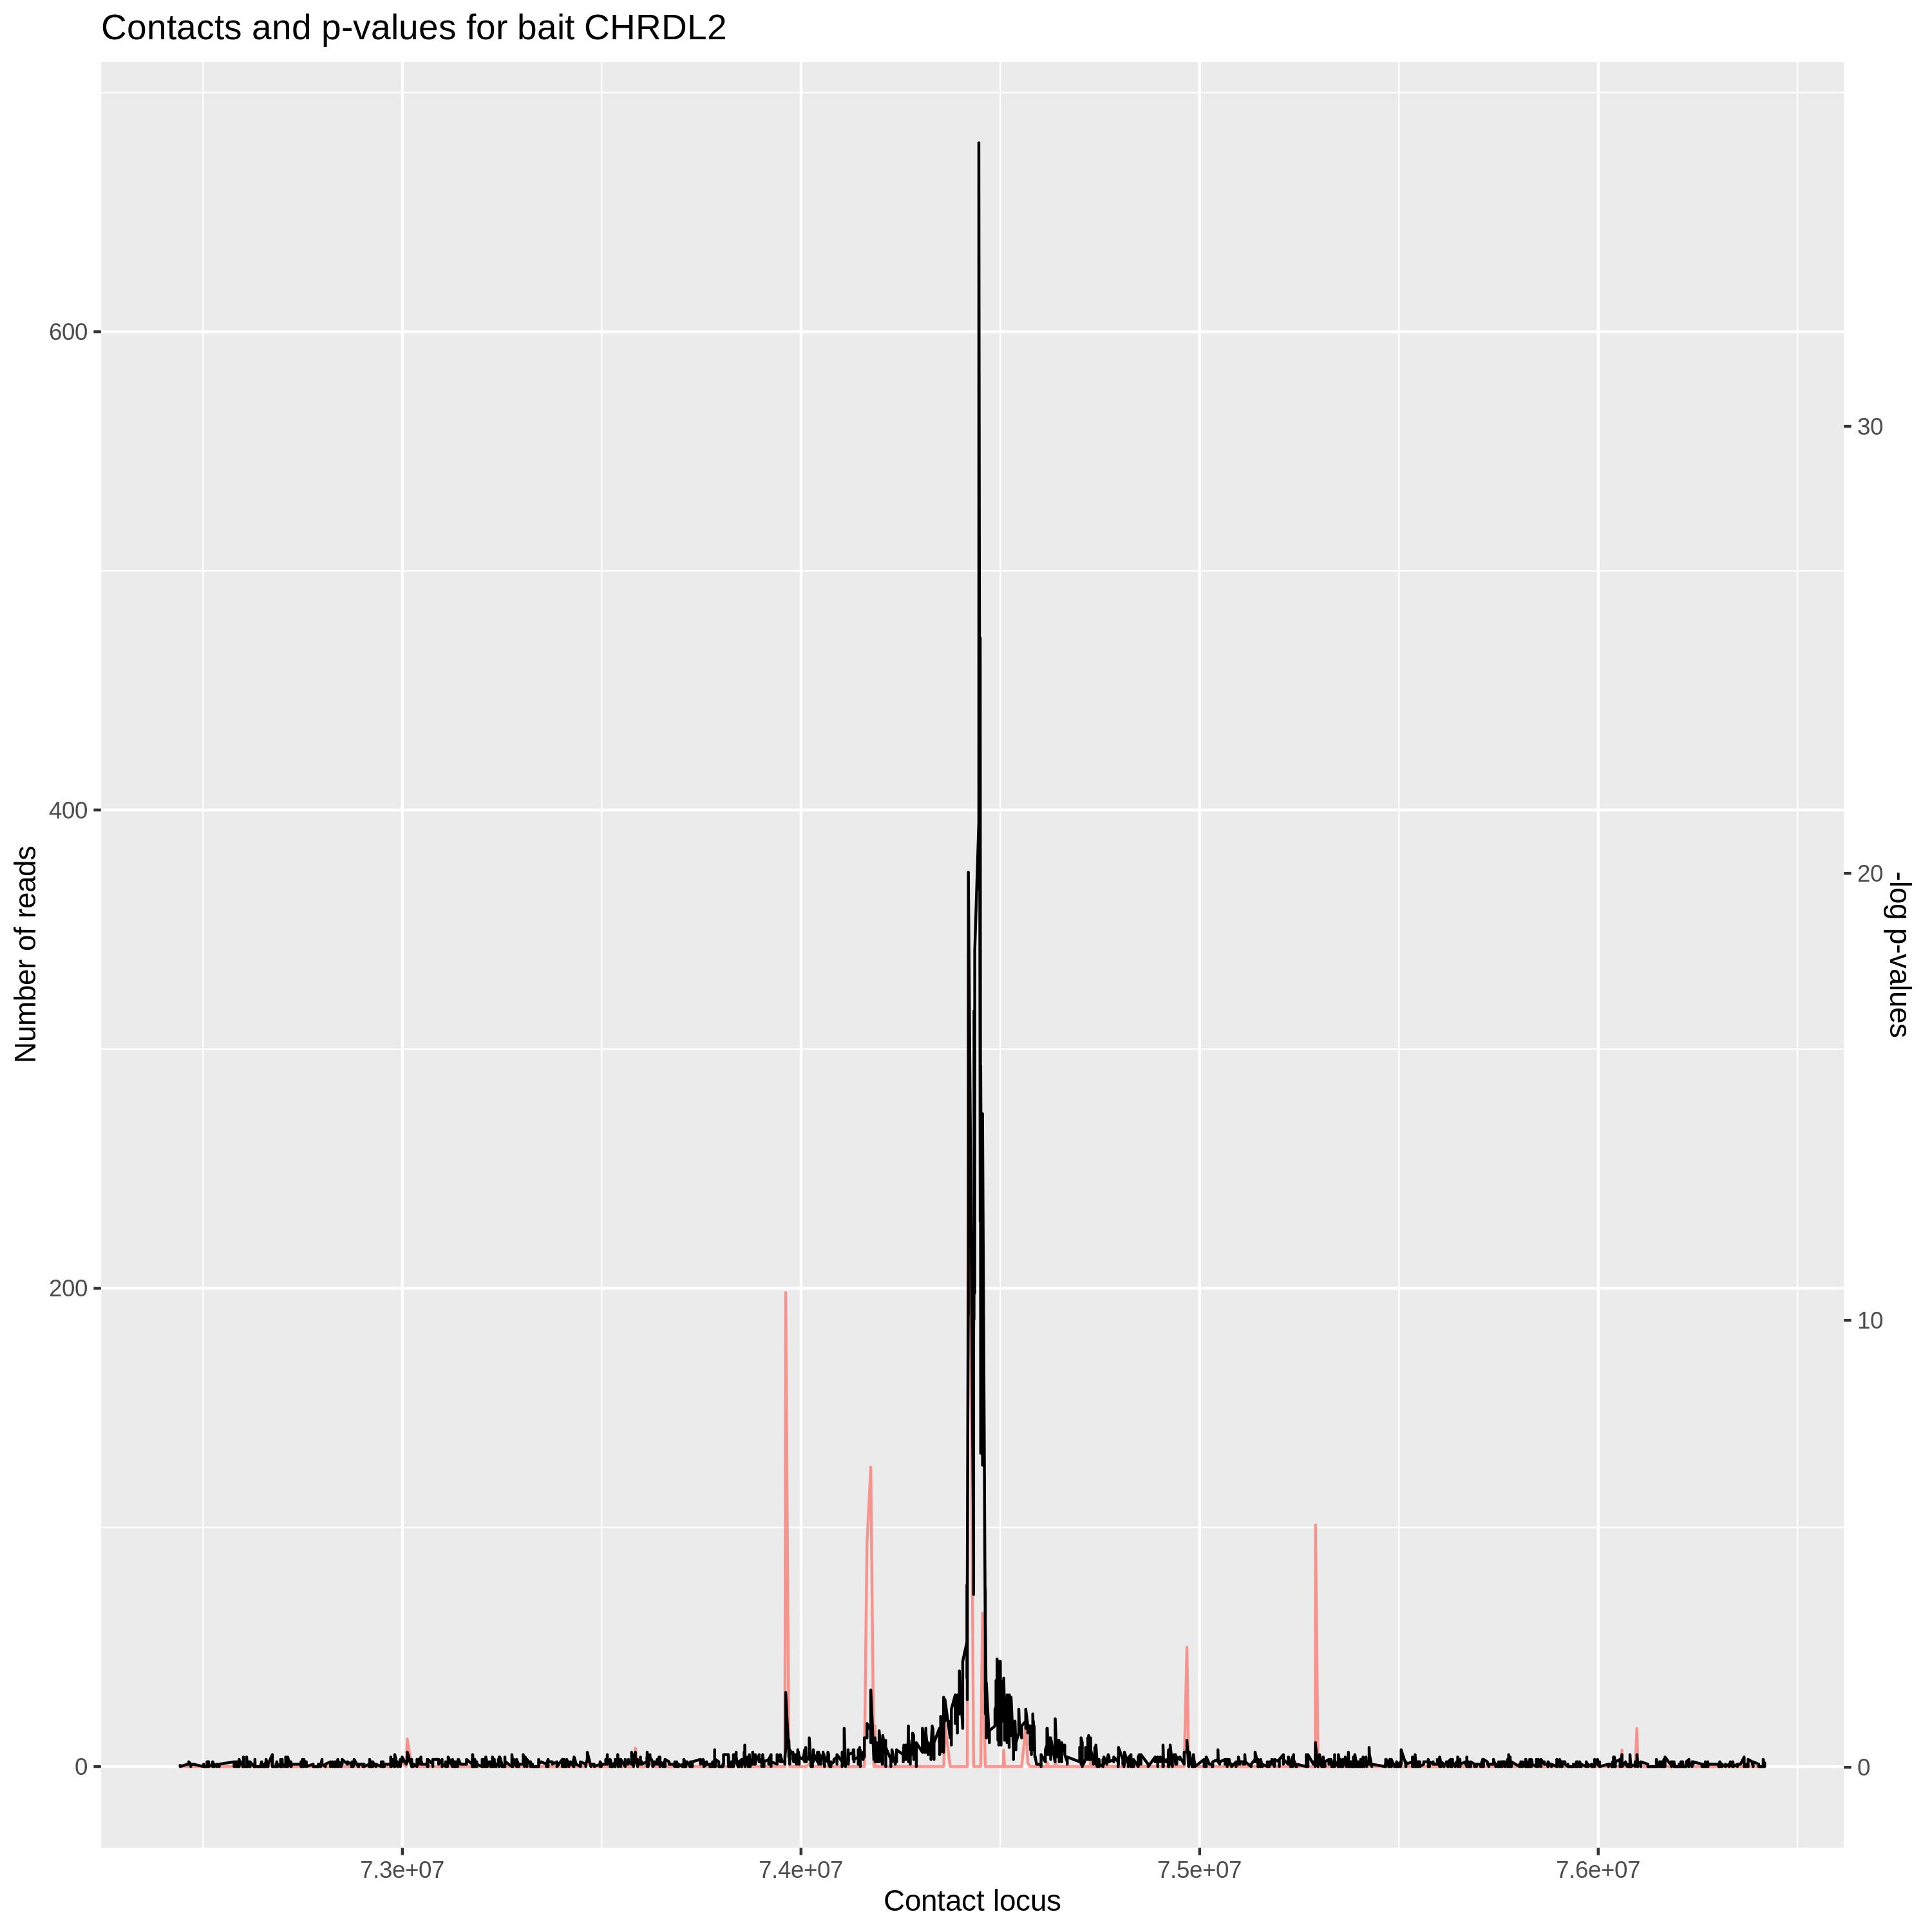 Contacts and p-values for bait CHRDL2
600
400
200
0
Number of reads
30
20
10
0
-log p-values
7.3e+07
7.4e+07
7.5e+07
7.6e+07
Contact locus